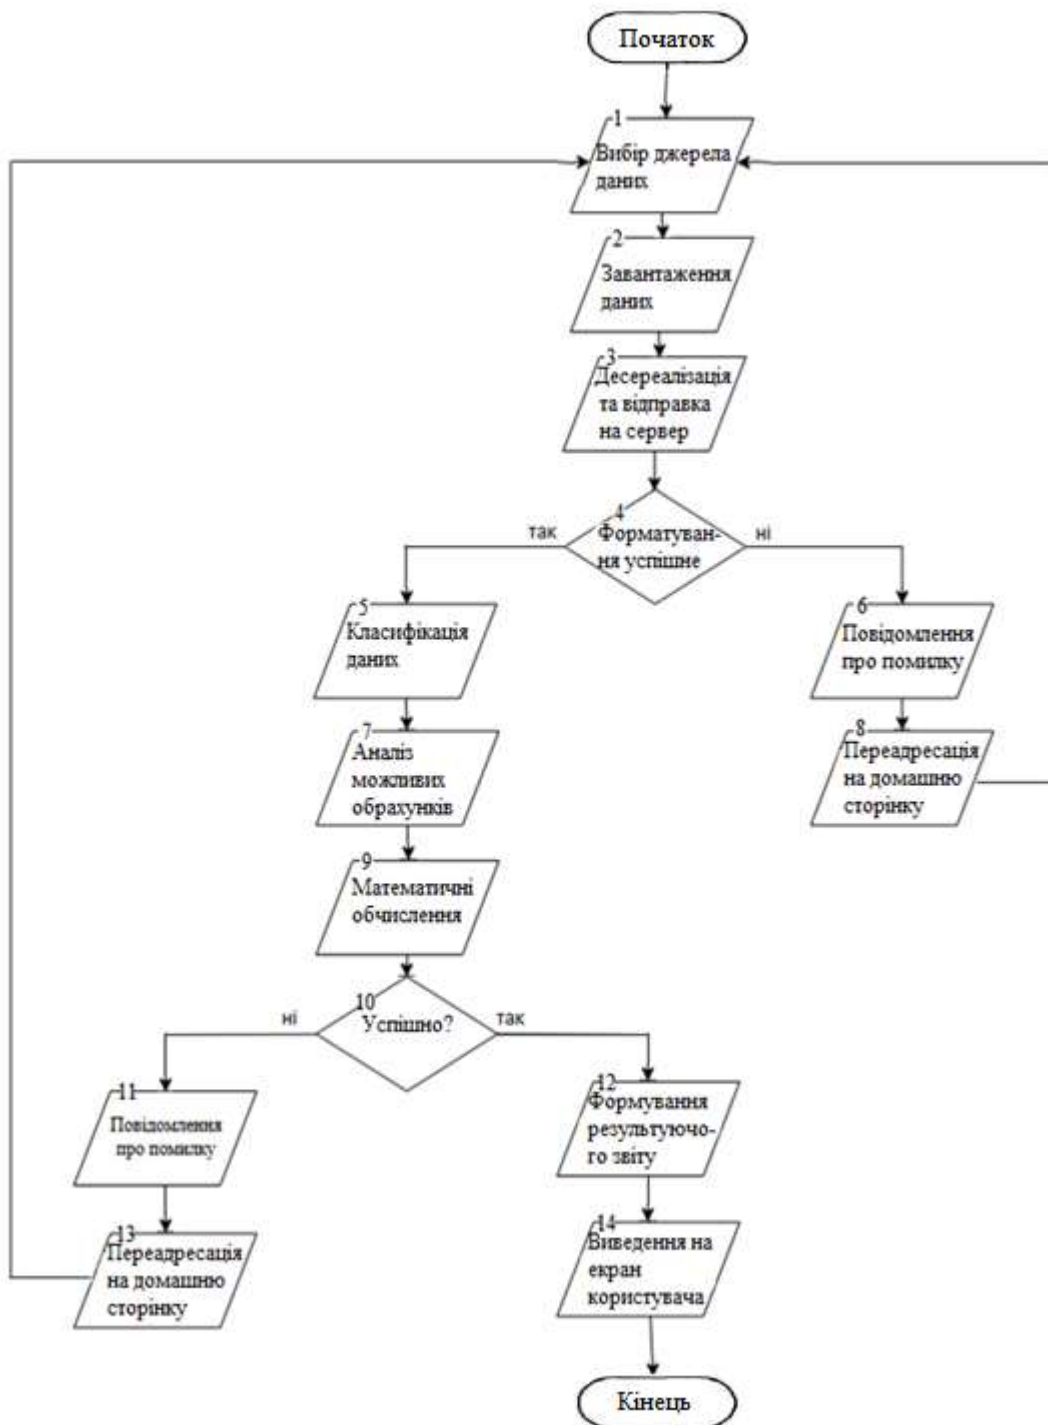 Початок
1
Вибір джерела
даних
2
Завантаження
даних
3
Десереалізація
та відправка
на сервер
4
Форматуван-
ня успішне
так
ні
5
Класифікація
даних
6
Повідомлення
про помилку
7
Аналіз
можливих
обрахунків
8
Переадресація
на домашню
сторінку
9
Математичні
обчислення
10
Успішно?
ні
так
11
Повідомлення
про помилку
12
Формування
результуючо-
го звіту
13
Переадресація
на домашню
сторінку
14
Виведення на
екран
користувача
Кінець